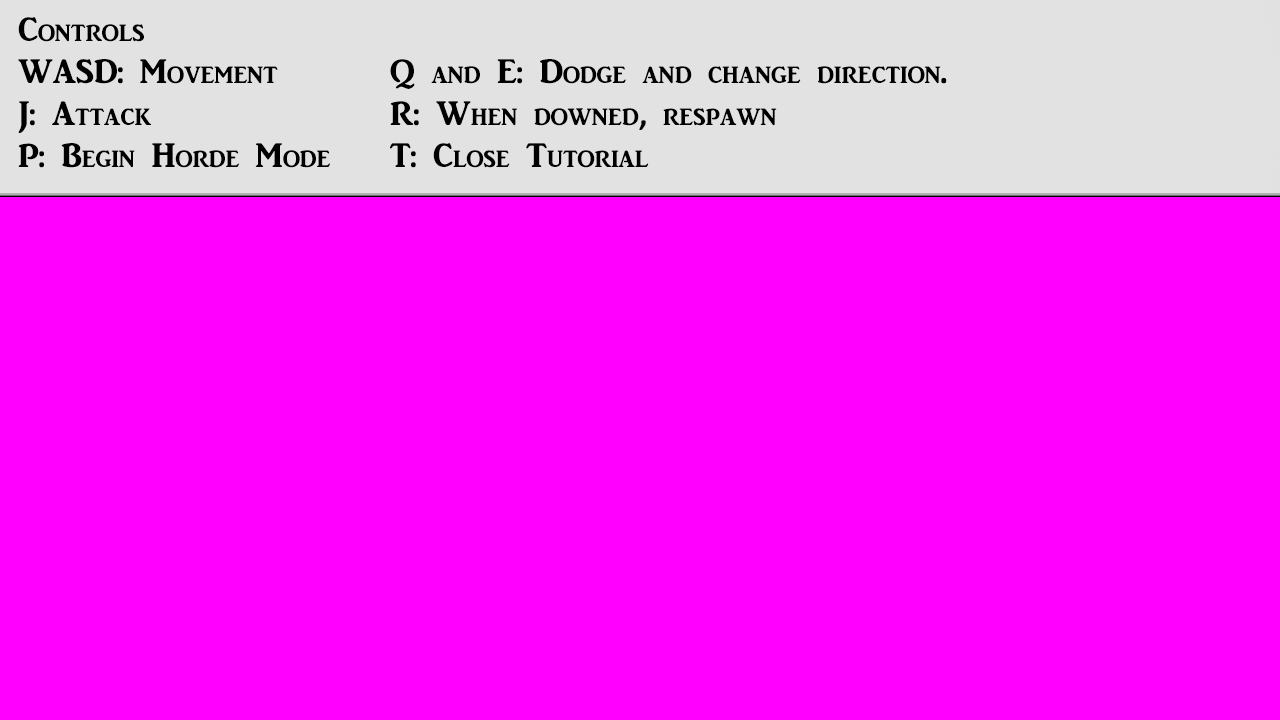 Controls
WASD: Movement
Q and E: Dodge and change direction.
J: Attack
R: When downed, respawn
P: Begin Horde Mode
T: Close Tutorial